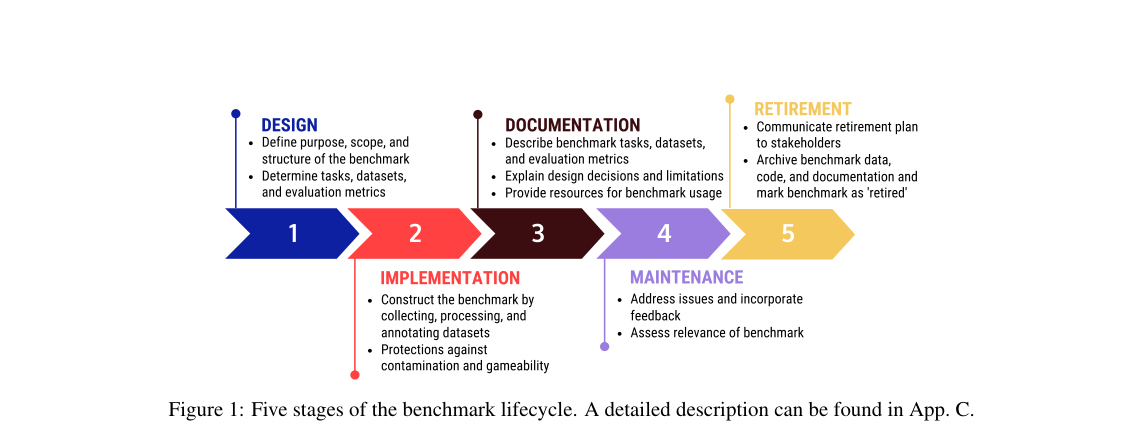 DESIGN
• Define purpose, scope, and
structure of the benchmark
• Determine tasks, datasets,
and evaluation metrics
DOCUMENTATION
• Describe benchmark tasks, datasets,
and evaluation metrics
• Explain design decisions and limitations
• Provide resources for benchmark usage
RETIREMENT
• Communicate retirement plan
to stakeholders
• Archive benchmark data,
code, and documentation and
mark benchmark as 'retired'
1
2
3
4
5
IMPLEMENTATION
• Construct the benchmark by
collecting, processing, and
annotating datasets
• Protections against
contamination and gameability
MAINTENANCE
• Address issues and incorporate
feedback
• Assess relevance of benchmark
Figure 1: Five stages of the benchmark lifecycle. A detailed description can be found in App. C.